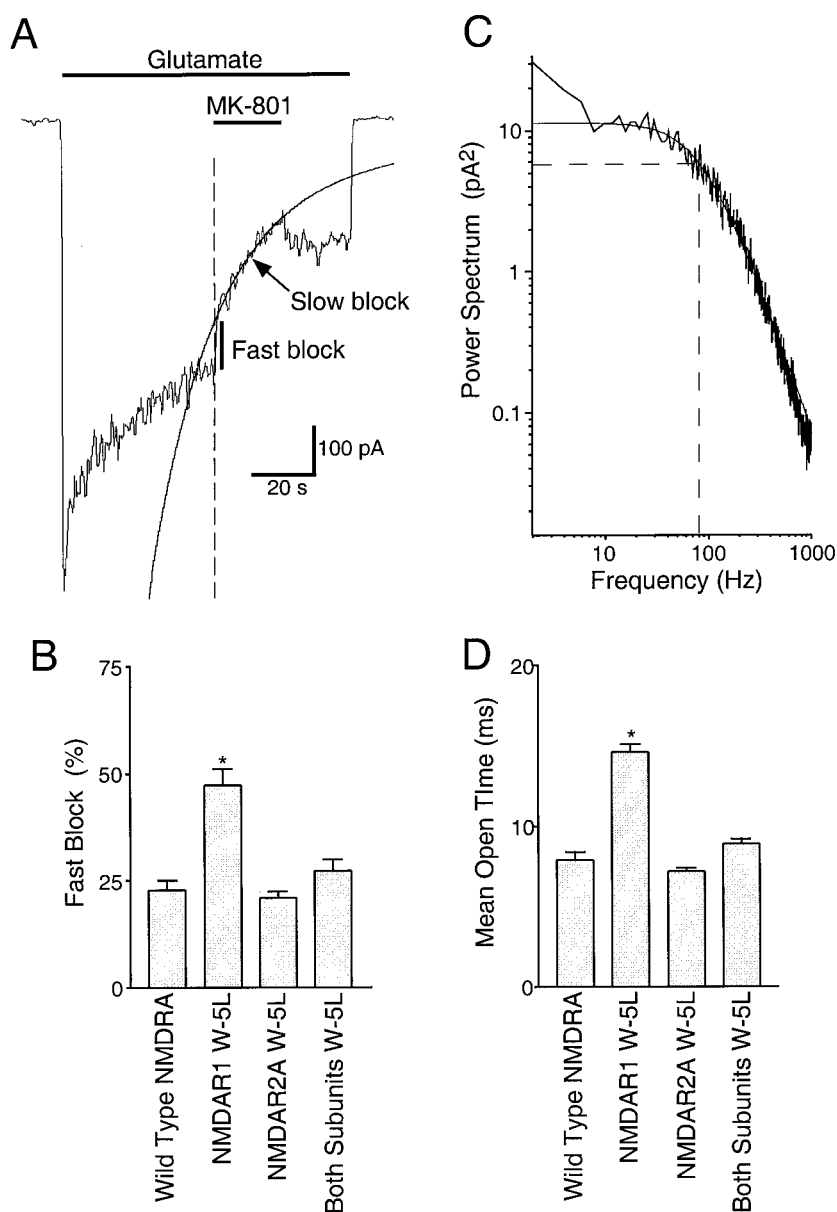 A
Glutamate
MK-801
Slow block
Fast block
100 pA
20 s
B
75
50
25
0
Fast Block (%)
*
Wild Type NMDRA
NMDAR1 W-5L
NMDAR2A W-5L
Both Subunits W-5L
C
10
1
0.1
Power Spectrum (pA2)
10
100
1000
Frequency (Hz)
D
20
10
0
Mean Open TIme (ms)
*
Wild Type NMDRA
NMDAR1 W-5L
NMDAR2A W-5L
Both Subunits W-5L